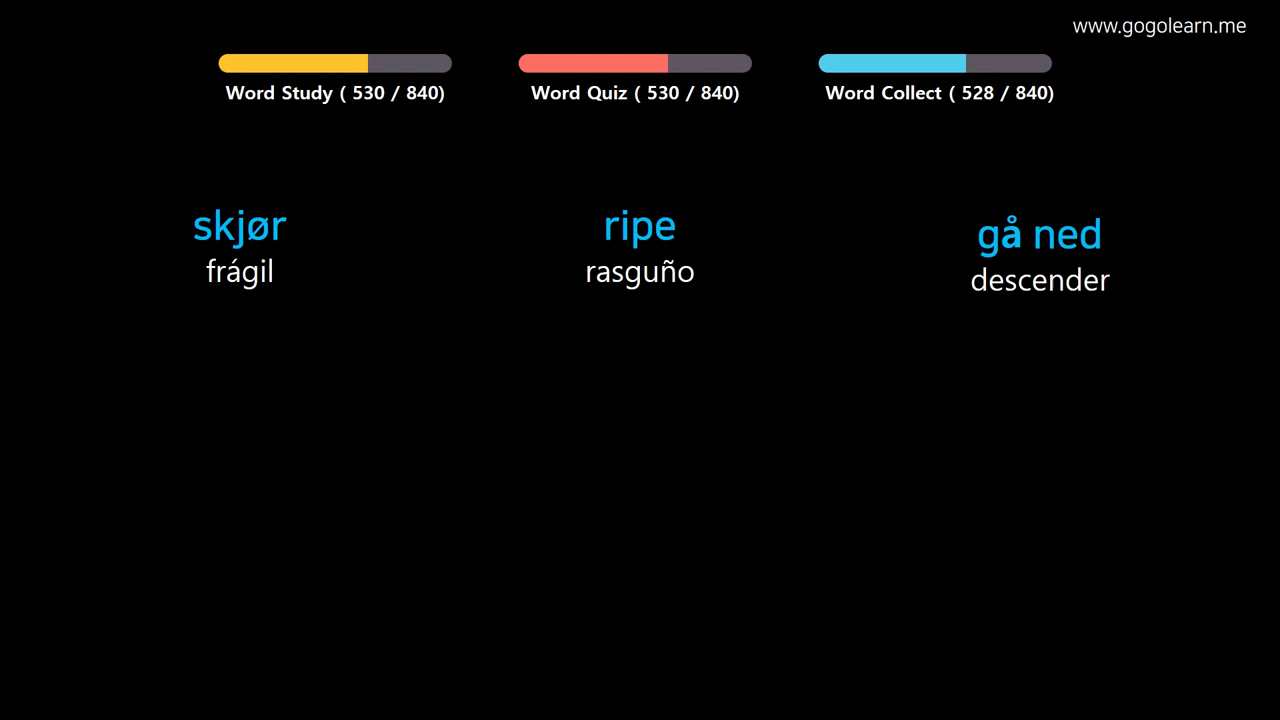 www.gogolearn.me
Word Study ( 530 / 840)
Word Quiz ( 530 / 840)
Word Collect ( 528 / 840)
skjør
frágil
ripe
rasguño
gå ned
descender